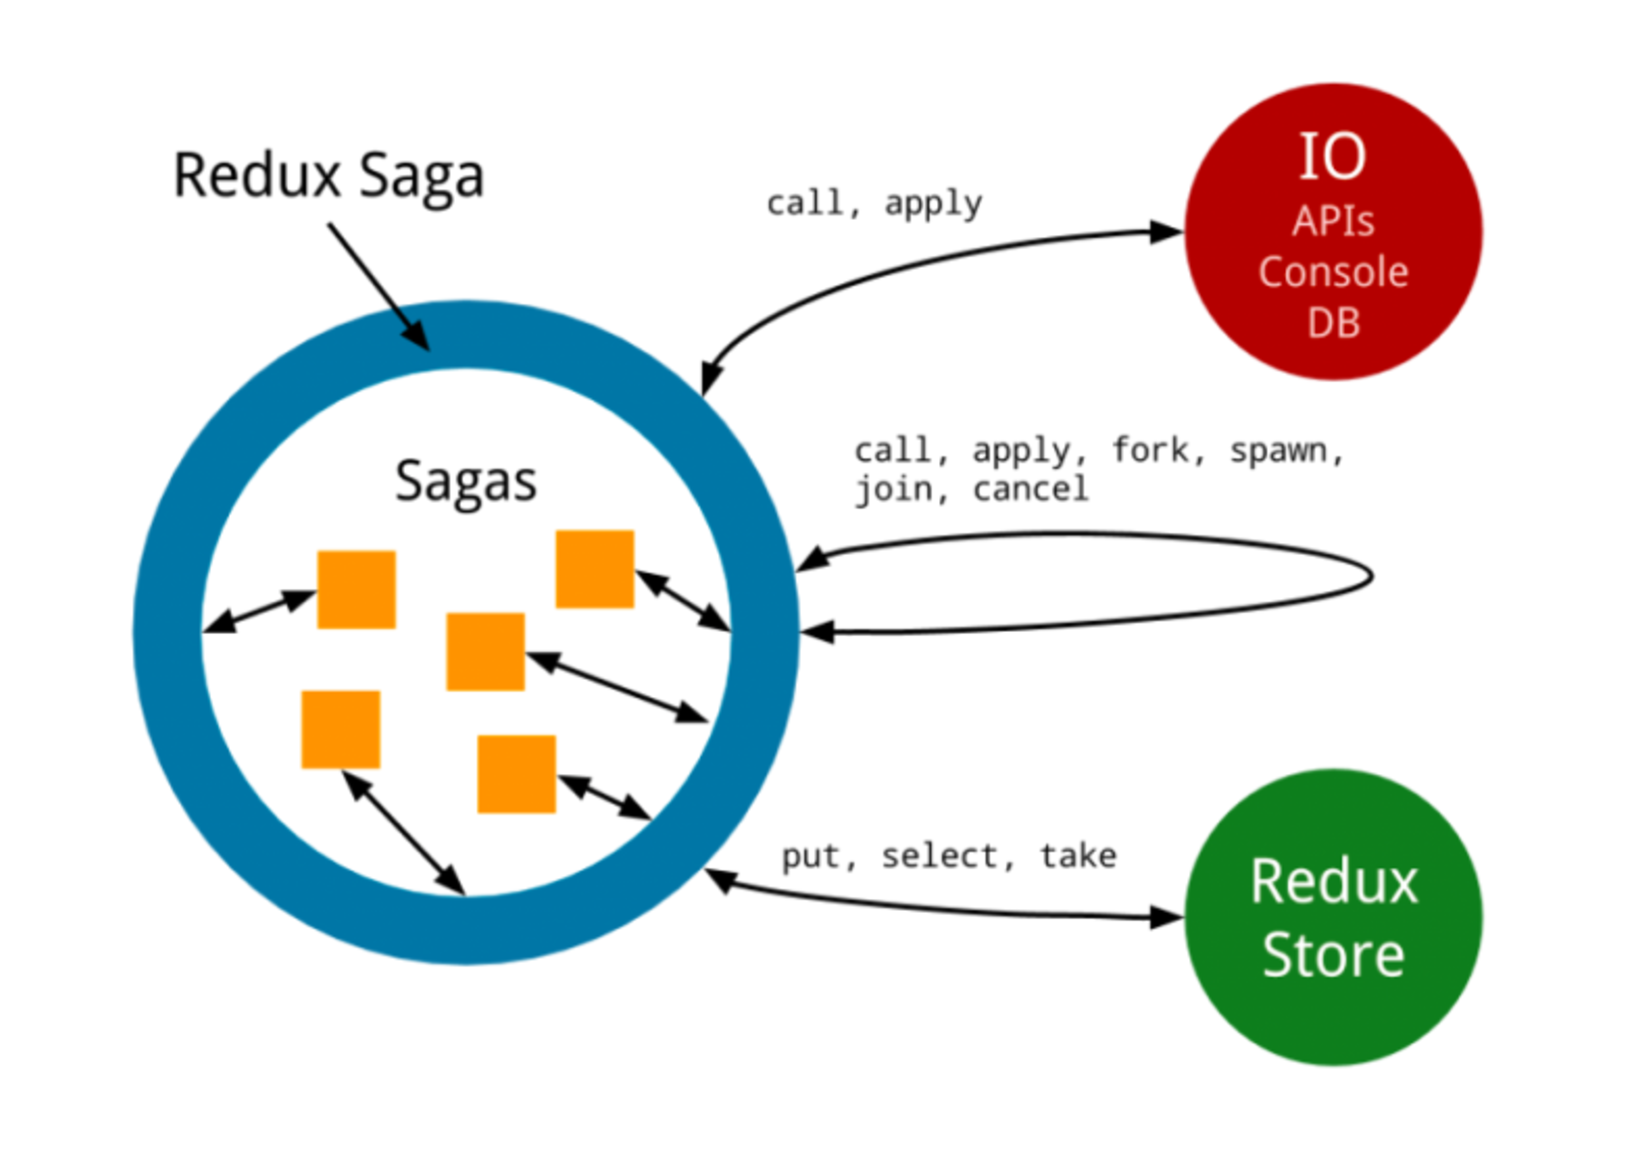 Redux Saga
call, apply
IO
APIs
Console
DB
Sagas
call, apply, fork, spawn,
join, cancel
put, select, take
Redux
Store